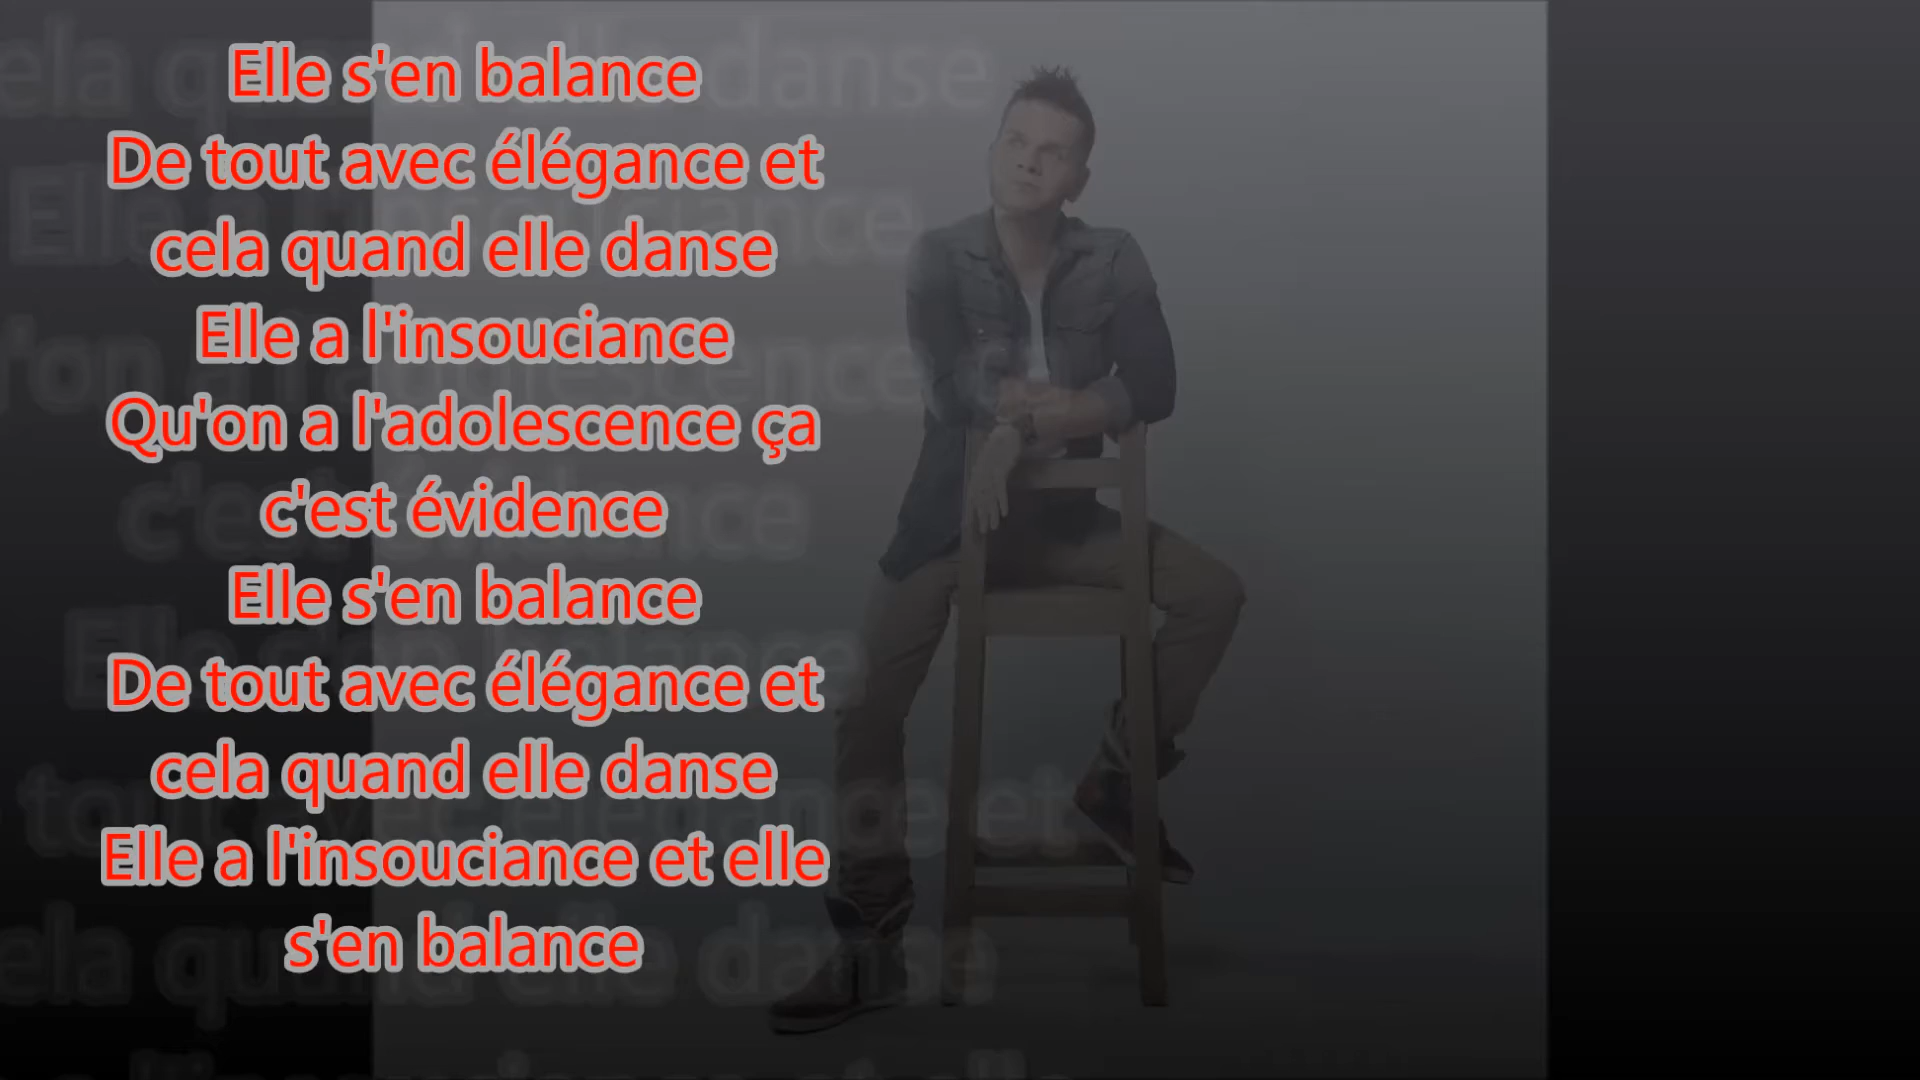 Elle s'en balance
De tout avec élégance et
cela quand elle danse
Elle a l'insouciance
Qu'on a l'adolescence ça
c'est évidence
Elle s'en balance
De tout avec élégance et
cela quand elle danse
Elle a l'insouciance et elle
s'en balance